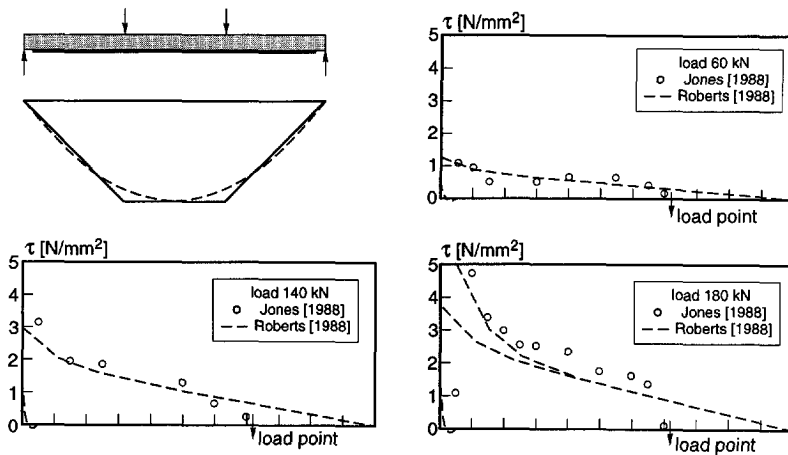 τ [N/mm²]
5
4
3
2
1
0
load 60 kN
Jones [1988]
Roberts [1988]
load point
τ [N/mm²]
5
4
3
2
1
0
load 140 kN
Jones [1988]
Roberts [1988]
load point
τ [N/mm²]
5
4
3
2
1
0
load 180 kN
Jones [1988]
Roberts [1988]
load point